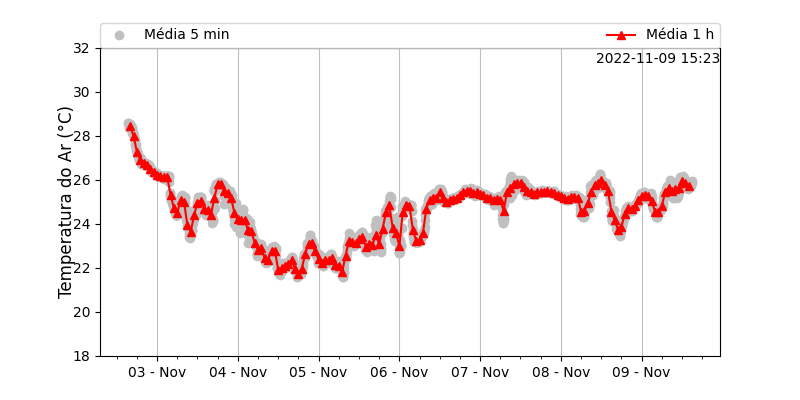 Média 5 min
Média 1 h
2022-11-09 15:23
Temperatura do Ar (°C)
32
30
28
26
24
22
20
18
03 - Nov
04 - Nov
05 - Nov
06 - Nov
07 - Nov
08 - Nov
09 - Nov